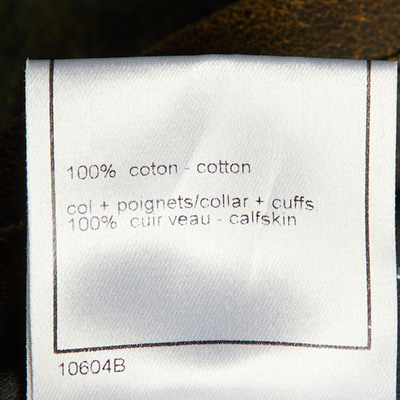 100% coton - cotton
col + poignets/collar + cuffs
100% cuir veau - calfskin
10604B